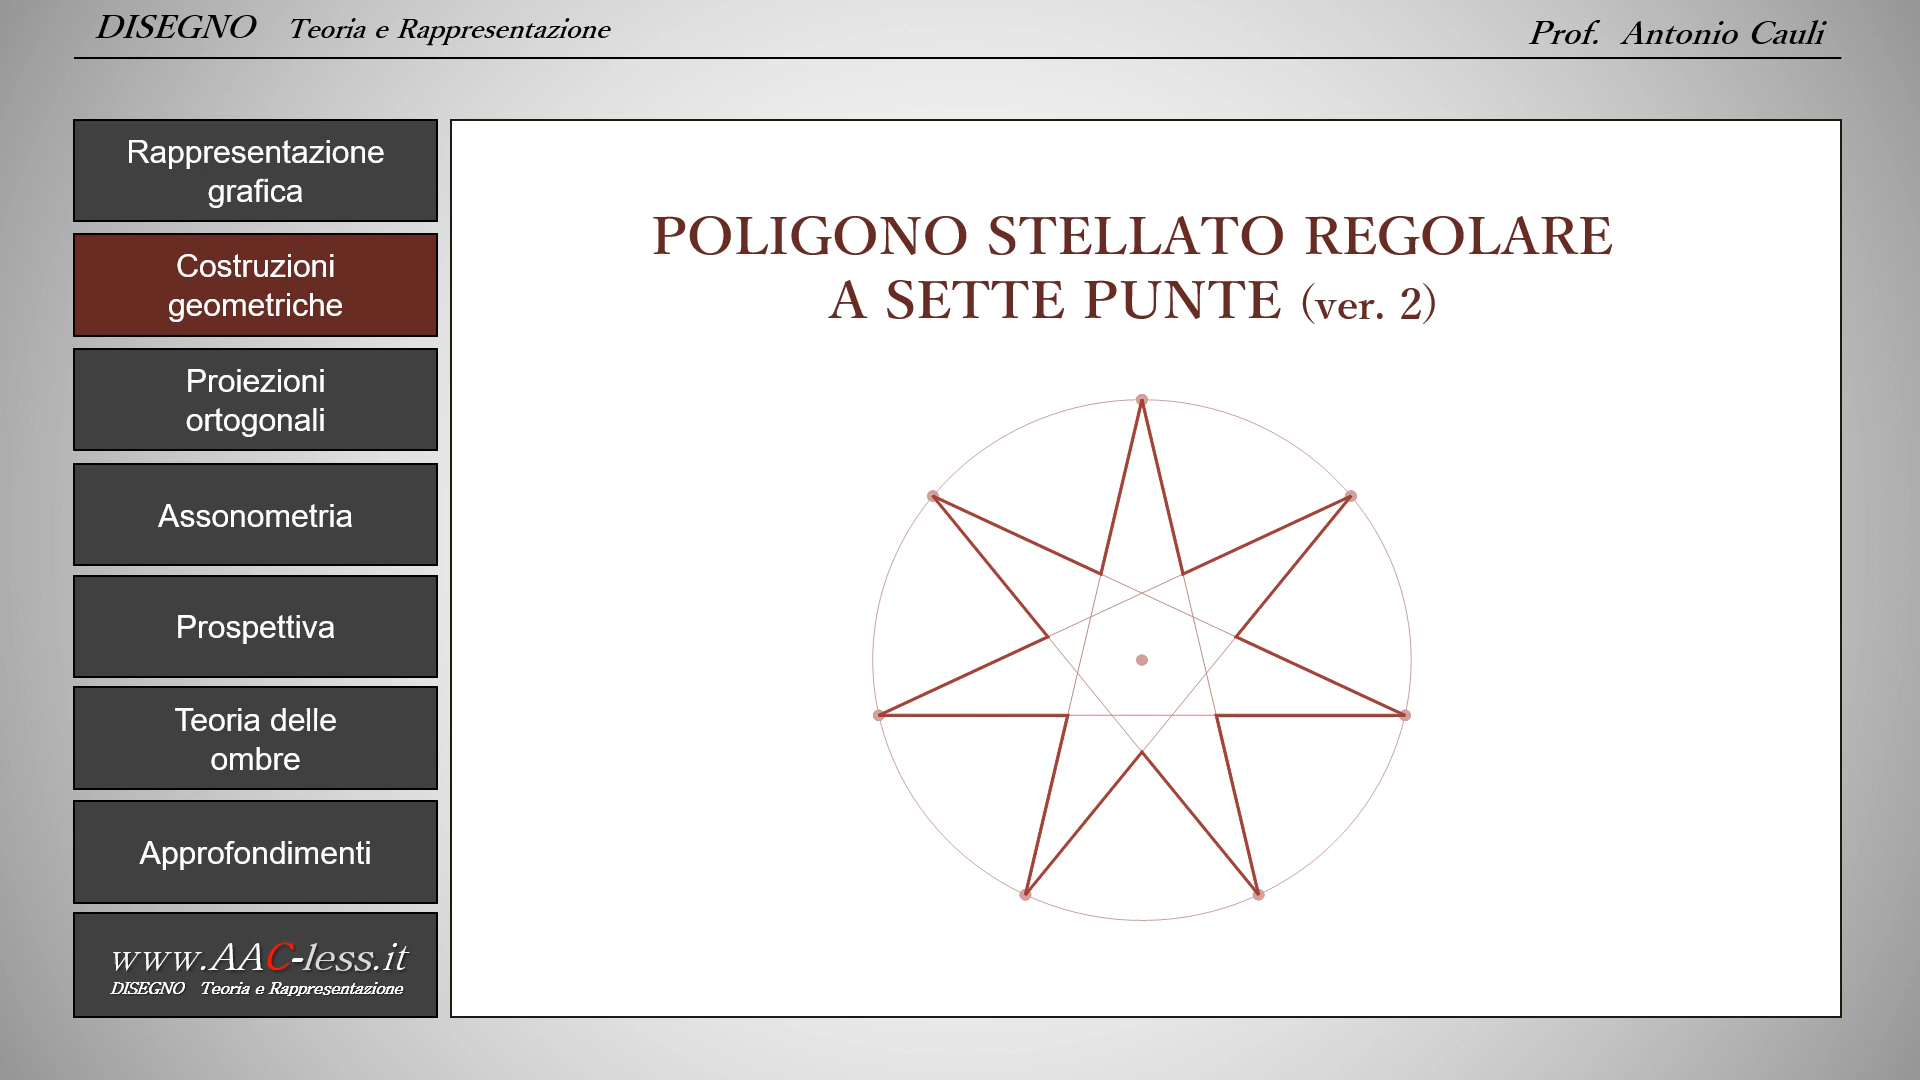 DISEGNO Teoria e Rappresentazione
Prof. Antonio Cauli
Rappresentazione
grafica
Costruzioni
geometriche
Proiezioni
ortogonali
Assonometria
Prospettiva
Teoria delle
ombre
Approfondimenti
www.AAC-less.it
DISEGNO Teoria e Rappresentazione
POLIGONO STELLATO REGOLARE
A SETTE PUNTE (ver. 2)